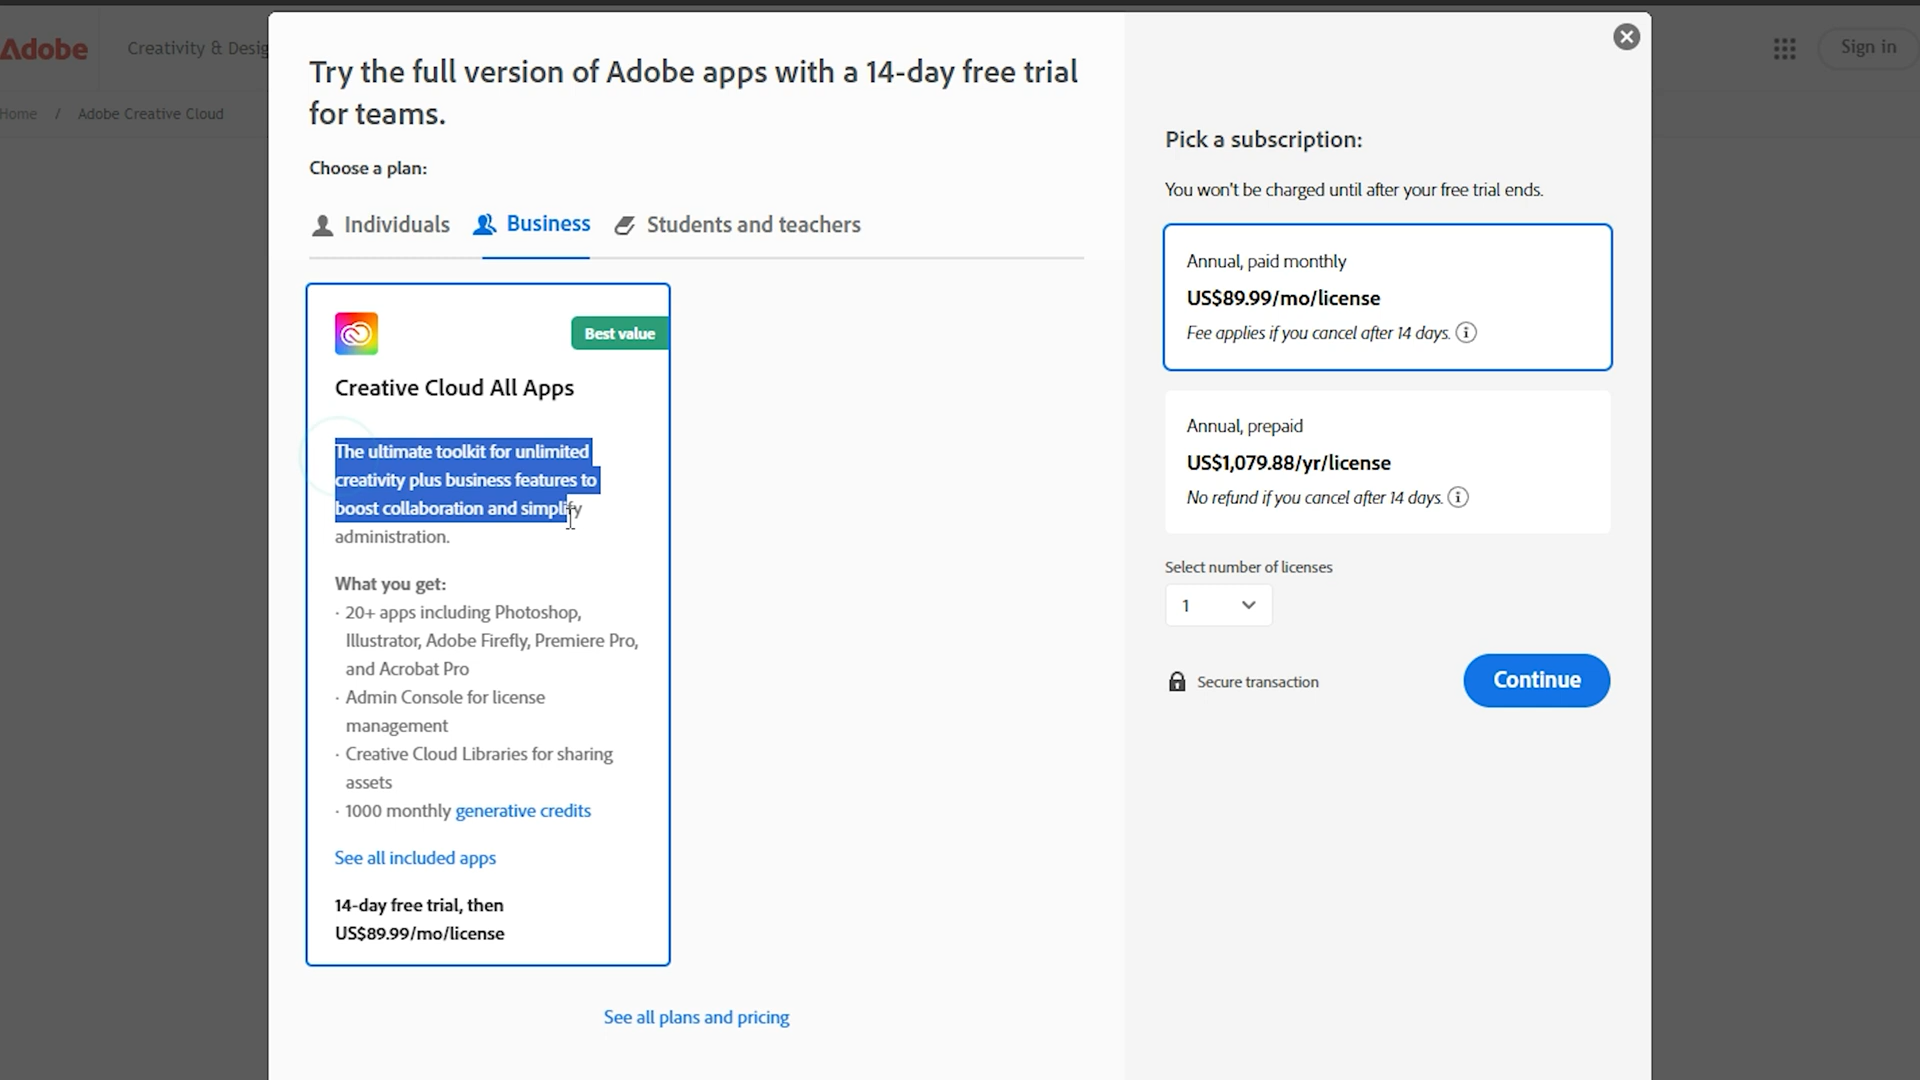 Adobe
Creativity & Desig
Sign in
Home / Adobe Creative Cloud
Try the full version of Adobe apps with a 14-day free trial
for teams.
Choose a plan:
Individuals
Business
Students and teachers
Best value
Creative Cloud All Apps
The ultimate toolkit for unlimited
creativity plus business features to
boost collaboration and simplify
administration.
What you get:
· 20+ apps including Photoshop,
Illustrator, Adobe Firefly, Premiere Pro,
and Acrobat Pro
· Admin Console for license
management
· Creative Cloud Libraries for sharing
assets
· 1000 monthly generative credits
See all included apps
14-day free trial, then
US$89.99/mo/license
See all plans and pricing
Pick a subscription:
You won't be charged until after your free trial ends.
Annual, paid monthly
US$89.99/mo/license
Fee applies if you cancel after 14 days.
Annual, prepaid
US$1,079.88/yr/license
No refund if you cancel after 14 days.
Select number of licenses
1
Secure transaction
Continue